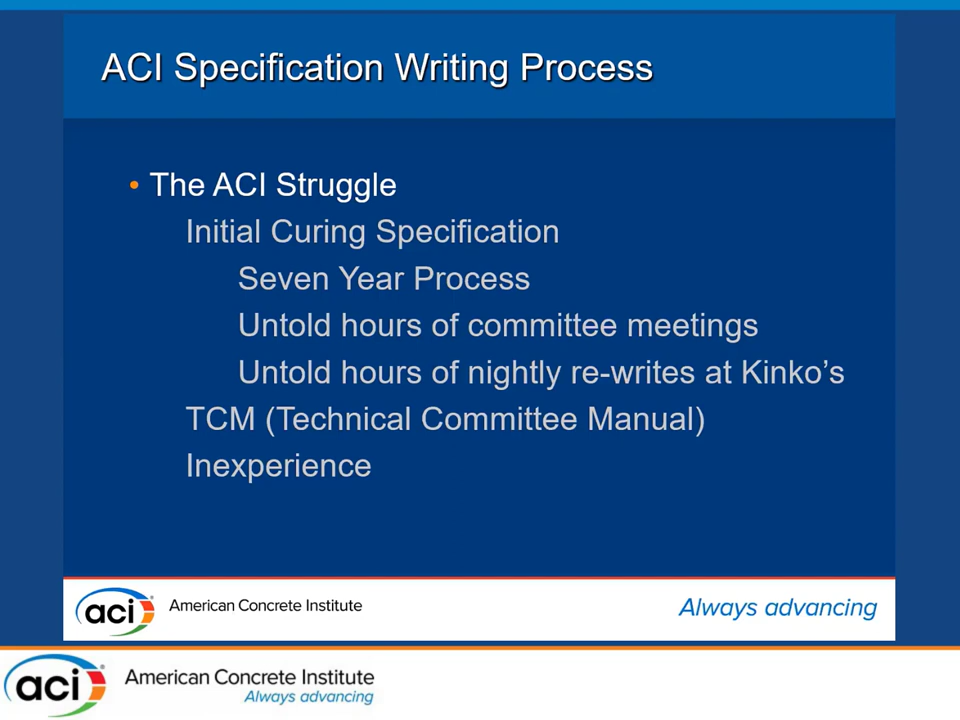 ACI Specification Writing Process
• The ACI Struggle
Initial Curing Specification
Seven Year Process
Untold hours of committee meetings
Untold hours of nightly re-writes at Kinko’s
TCM (Technical Committee Manual)
Inexperience
aci® American Concrete Institute
Always advancing
aci® American Concrete Institute
Always advancing